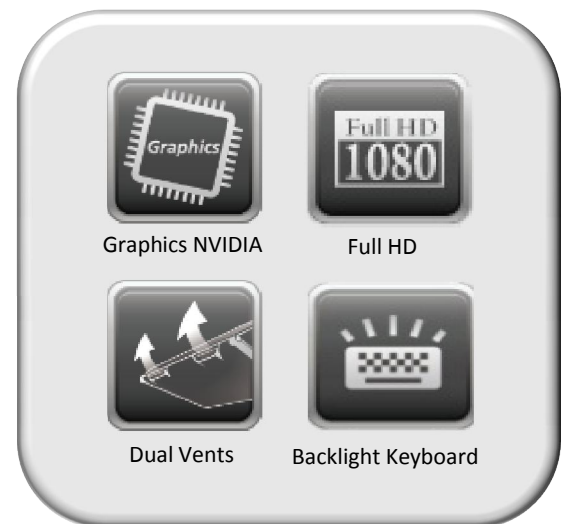 Graphics
Full HD
1080
Graphics NVIDIA
Full HD
Dual Vents
Backlight Keyboard